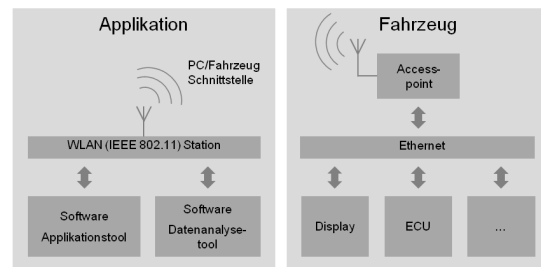 Applikation
PC/Fahrzeug
Schnittstelle
WLAN (IEEE 802.11) Station
Software
Applikationstool
Software
Datenanalyse-
tool
Fahrzeug
Access-
point
Ethernet
Display
ECU
...